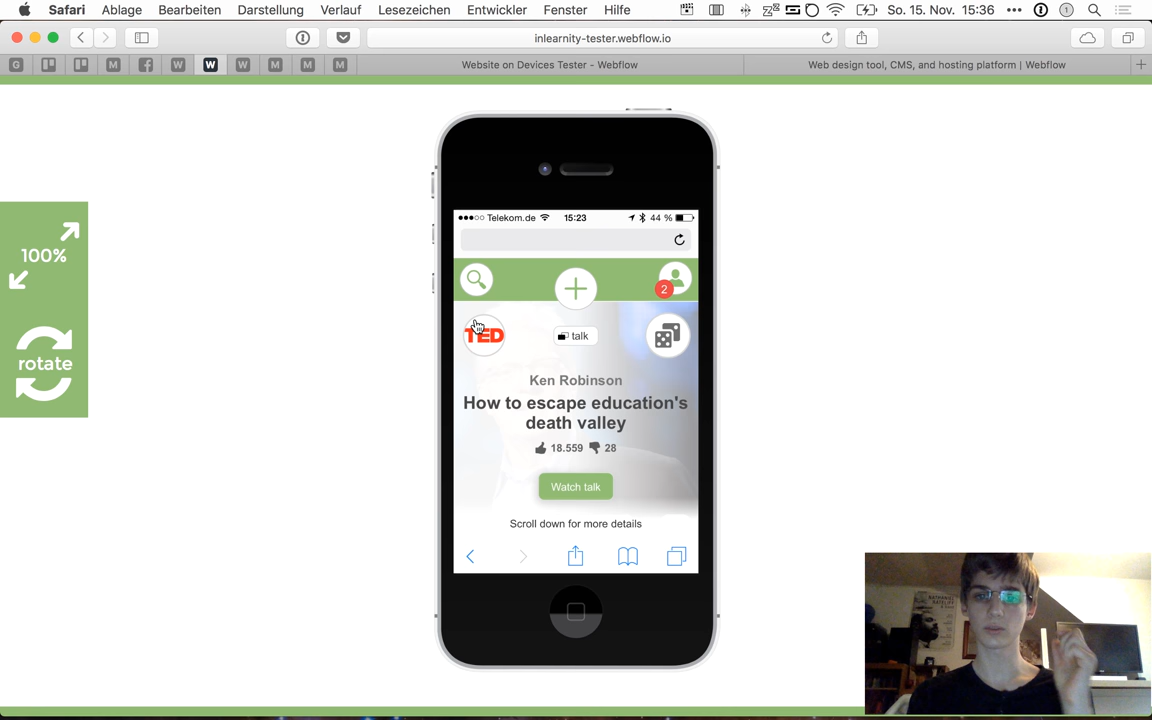 Safari Ablage Bearbeiten Darstellung Verlauf Lesezeichen Entwickler Fenster Hilfe So. 15. Nov. 15:36 1
inlearnity-tester.webflow.io
G M W W W M M M Website on Devices Tester - Webflow Web design tool, CMS, and hosting platform | Webflow
Telekom.de 15:23 44 %
2
TED talk
Ken Robinson
How to escape education's
death valley
18.559 28
Watch talk
Scroll down for more details
100%
rotate